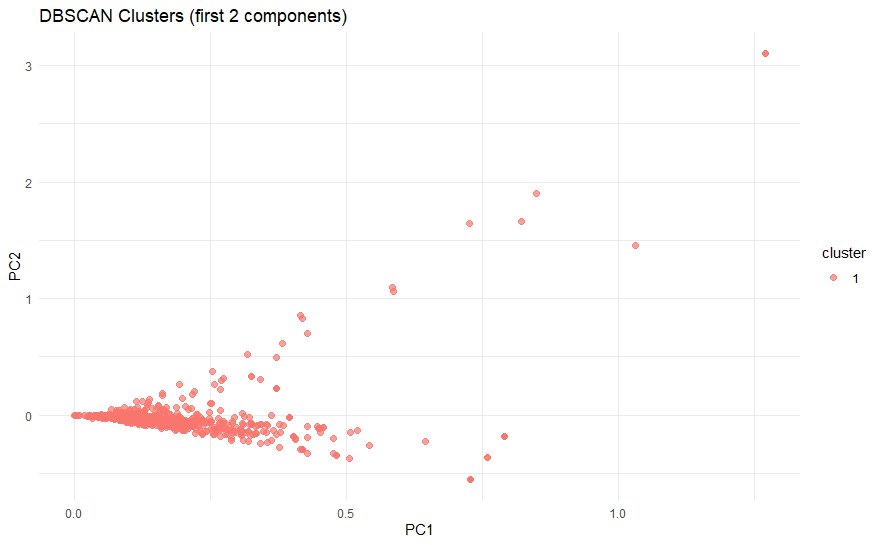 DBSCAN Clusters (first 2 components)
3
2
1
0
PC2
0.0
0.5
1.0
PC1
cluster
1